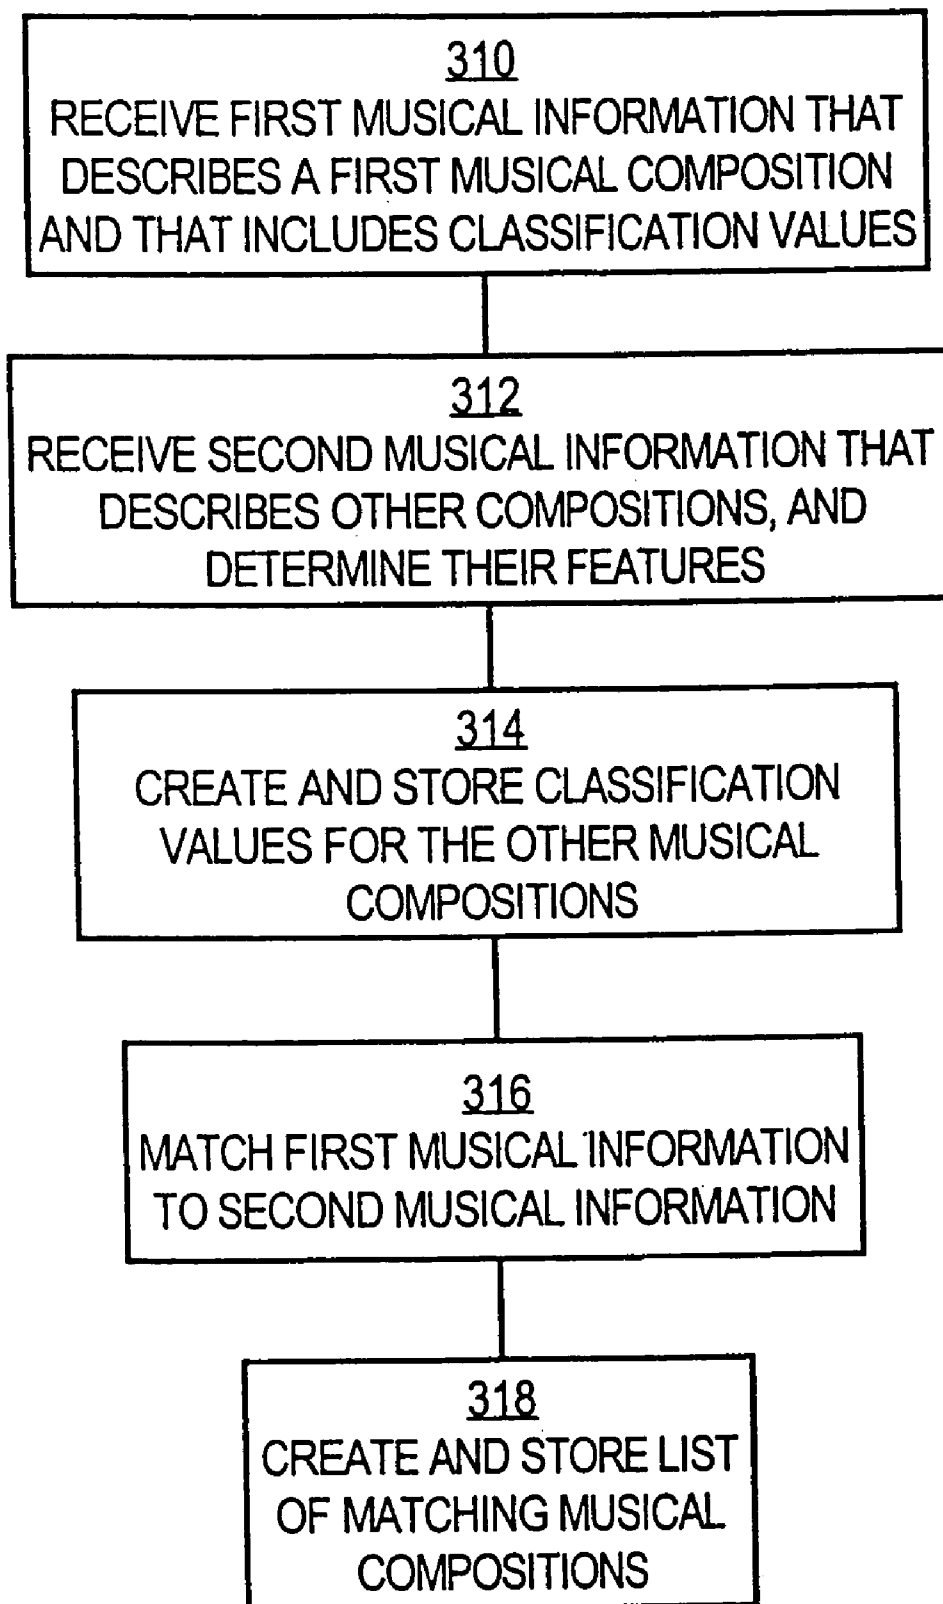 310
RECEIVE FIRST MUSICAL INFORMATION THAT
DESCRIBES A FIRST MUSICAL COMPOSITION
AND THAT INCLUDES CLASSIFICATION VALUES
312
RECEIVE SECOND MUSICAL INFORMATION THAT
DESCRIBES OTHER COMPOSITIONS, AND
DETERMINE THEIR FEATURES
314
CREATE AND STORE CLASSIFICATION
VALUES FOR THE OTHER MUSICAL
COMPOSITIONS
316
MATCH FIRST MUSICAL INFORMATION
TO SECOND MUSICAL INFORMATION
318
CREATE AND STORE LIST
OF MATCHING MUSICAL
COMPOSITIONS